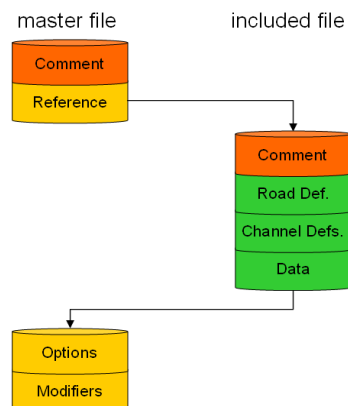 master file
included file
Comment
Reference
Comment
Road Def.
Channel Defs.
Data
Options
Modifiers